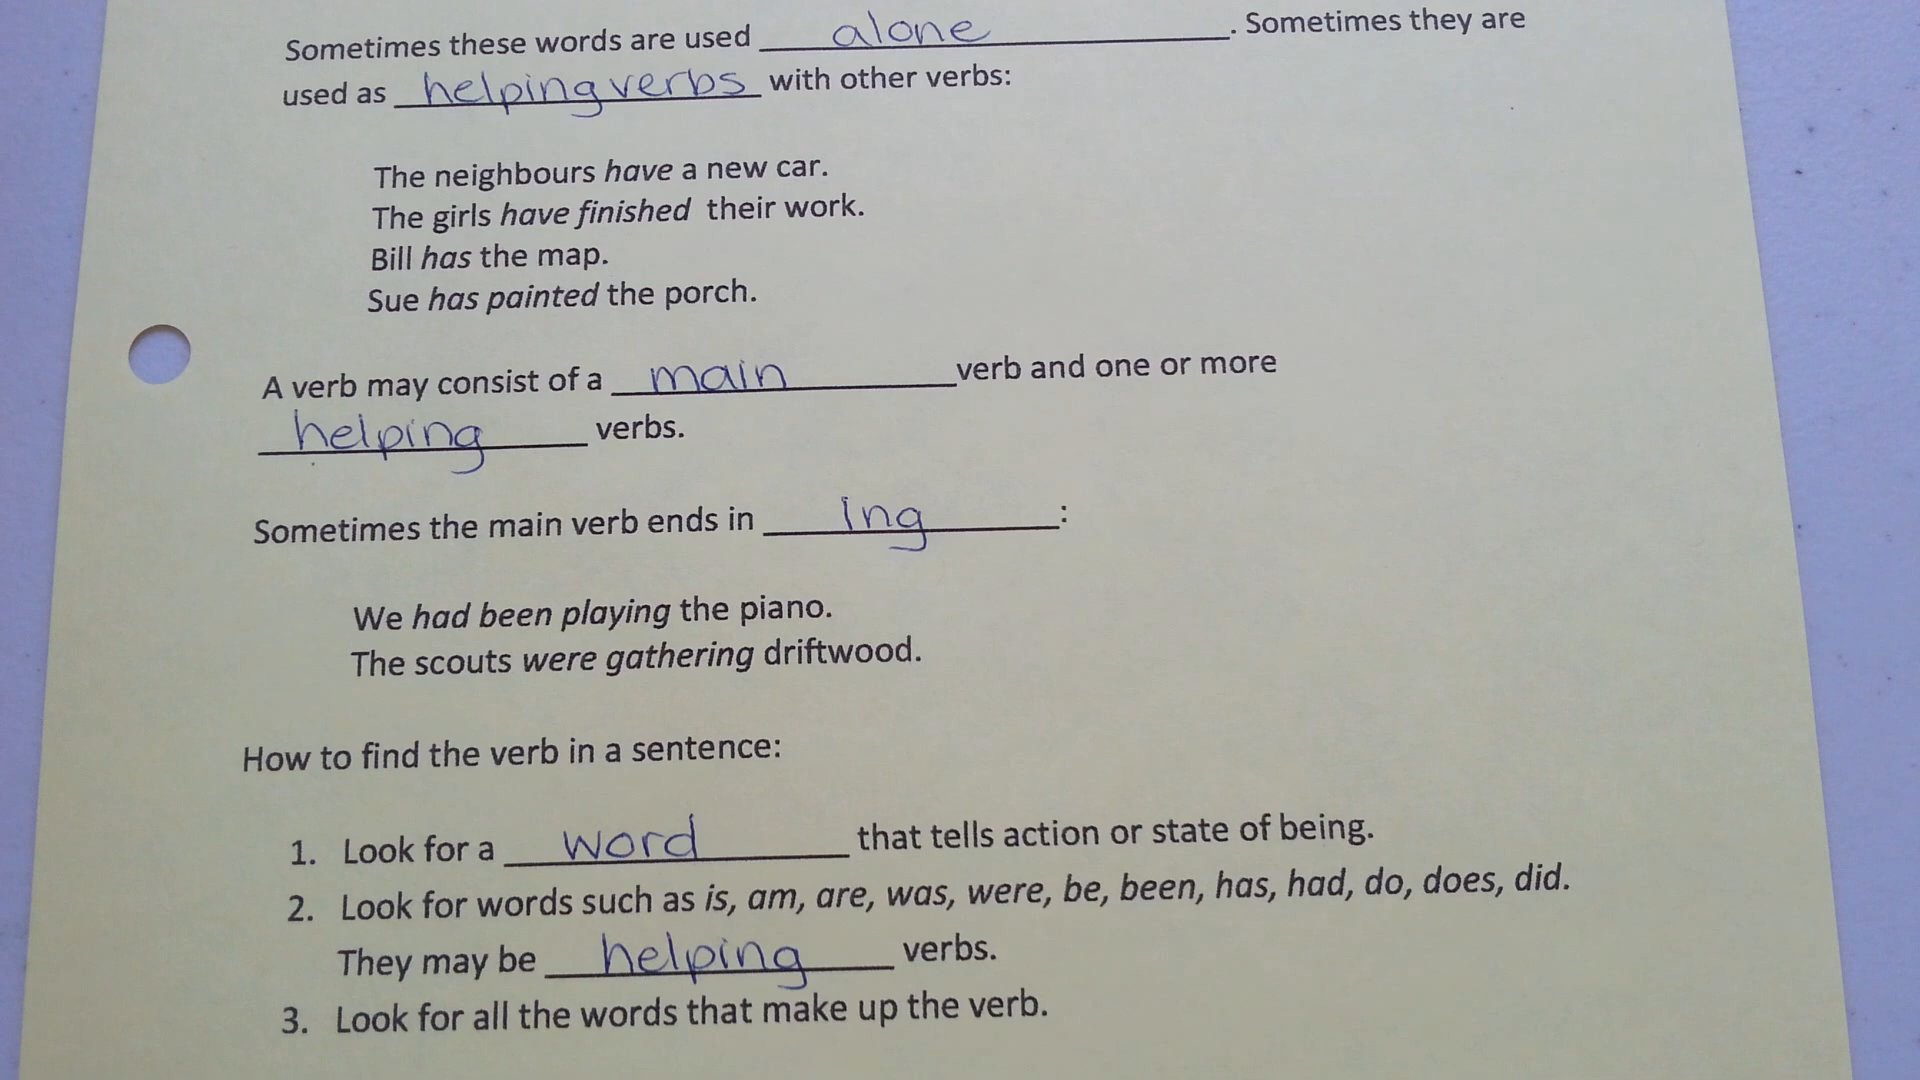 Sometimes these words are used alone. Sometimes they are
used as helping verbs with other verbs:
The neighbours have a new car.
The girls have finished their work.
Bill has the map.
Sue has painted the porch.
A verb may consist of a main verb and one or more
helping verbs.
Sometimes the main verb ends in ing:
We had been playing the piano.
The scouts were gathering driftwood.
How to find the verb in a sentence:
1. Look for a word that tells action or state of being.
2. Look for words such as is, am, are, was, were, be, been, has, had, do, does, did.
They may be helping verbs.
3. Look for all the words that make up the verb.